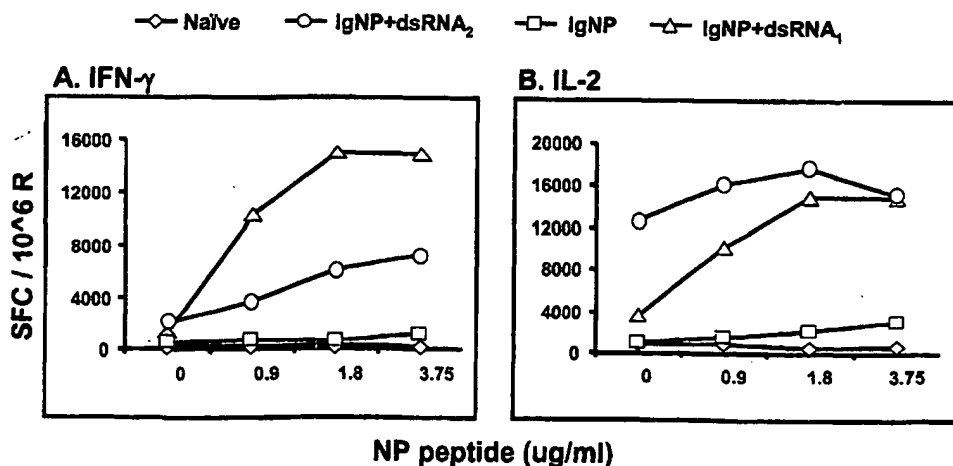 Naïve IgNP+dsRNA₂ IgNP IgNP+dsRNA₁
A. IFN-γ
B. IL-2
SFC / 10^6 R
16000
12000
8000
4000
0
0 0.9 1.8 3.75
20000
16000
12000
8000
4000
0
0 0.9 1.8 3.75
NP peptide (ug/ml)